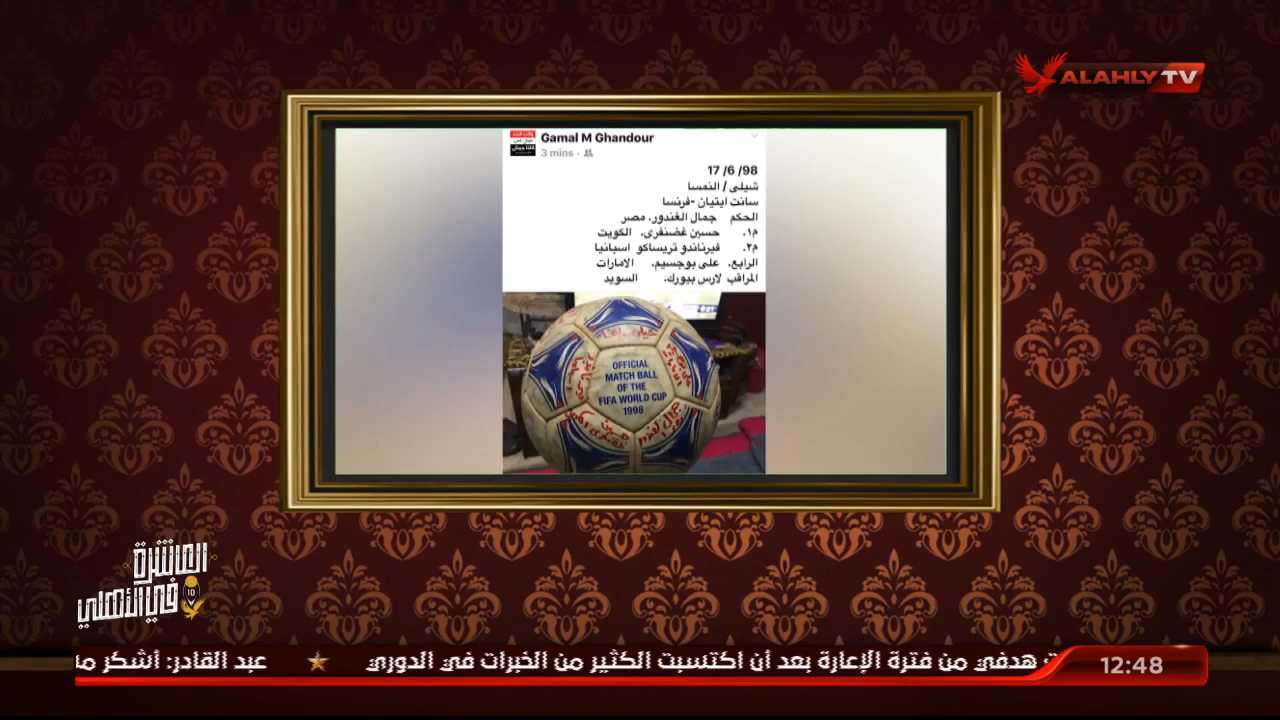 ALAHLY TV
Gamal M Ghandour
3 mins ·
17 /6 /98
شيلى / النمسا
سانت ايتيان -فرنسا
الحكم جمال الغندور. مصر
م١. حسين غضنفرى. الكويت
م٢. فيرناندو تريساكو اسبانيا
الرابع. على بوجسيم. الامارات
المراقب لارس بيورك. السويد
OFFICIAL
MATCH BALL
OF THE
FIFA WORLD CUP
1998
العاشرة
10
في الأهلي
هدفي من فترة الإعارة بعد أن اكتسبت الكثير من الخبرات في الدوري ★ عبد القادر: أشكر
12:48